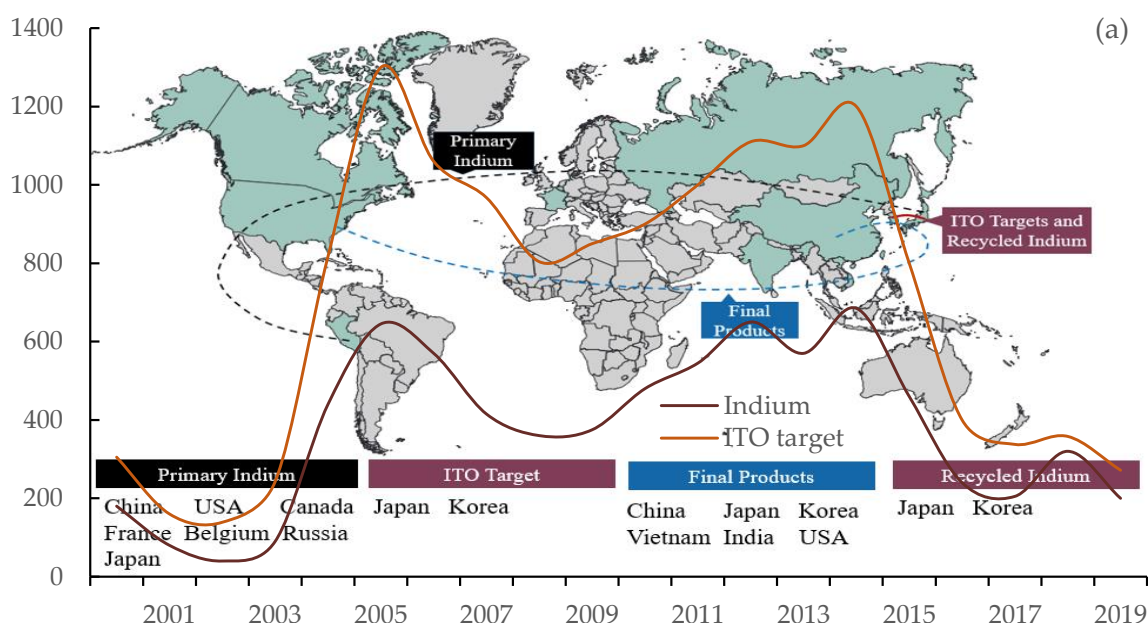 1400
(a)
1200
Primary
Indium
1000
ITO Targets and
Recycled Indium
800
Final
Products
600
Indium
400
ITO target
Primary Indium ITO Target Final Products Recycled Indium
200
China USA Canada Japan Korea China Japan Korea Japan Korea
France Belgium Russia Vietnam India USA
Japan
0
2001 2003 2005 2007 2009 2011 2013 2015 2017 2019